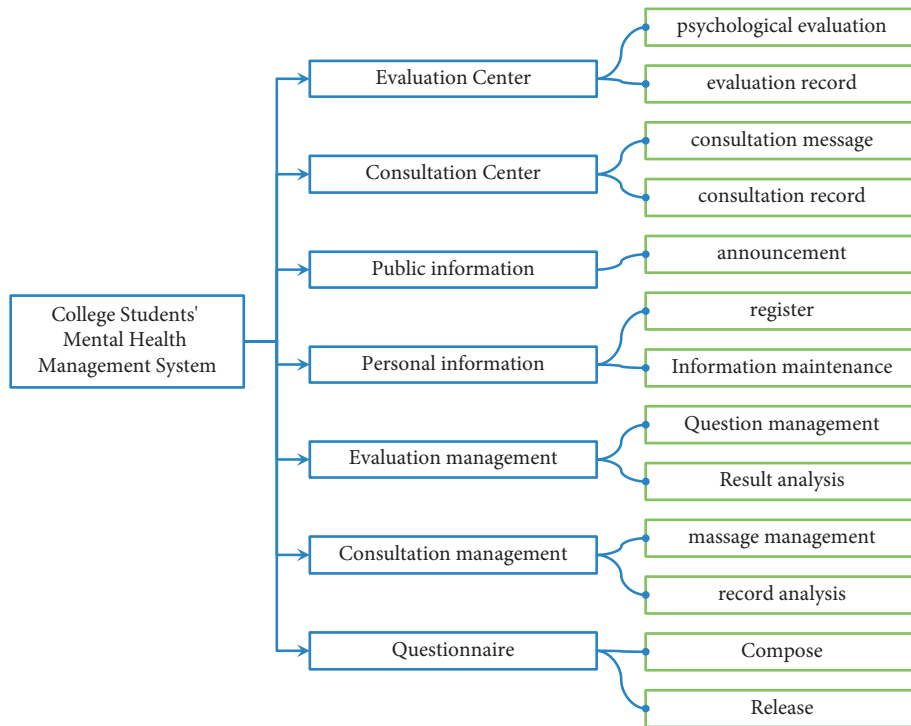 College Students'
Mental Health
Management System
Evaluation Center
psychological evaluation
evaluation record
Consultation Center
consultation message
consultation record
Public information
announcement
Personal information
register
Information maintenance
Evaluation management
Question management
Result analysis
Consultation management
massage management
record analysis
Questionnaire
Compose
Release